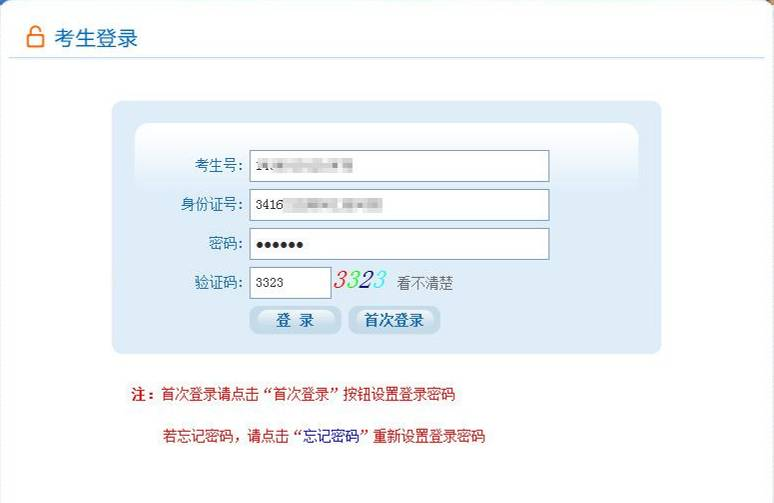 考生登录
考生号：
身份证号： 3416
密码： ●●●●●●
验证码： 3323 3323 看不清楚
登 录 首次登录
注：首次登录请点击“首次登录”按钮设置登录密码
若忘记密码，请点击“忘记密码”重新设置登录密码